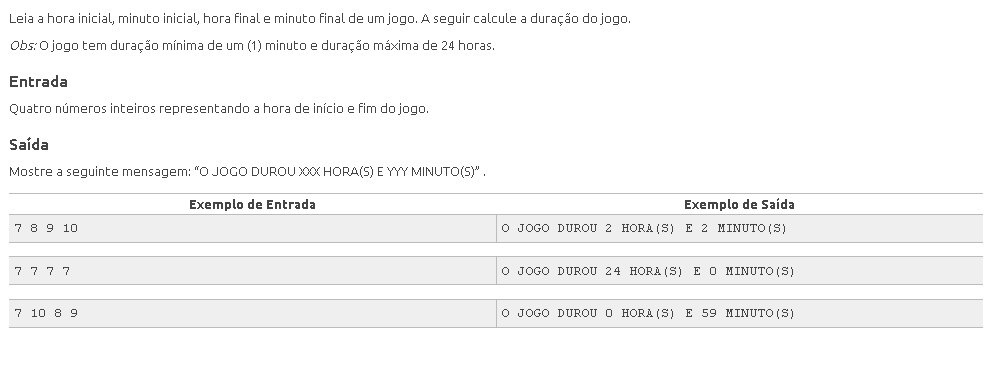 Leia a hora inicial, minuto inicial, hora final e minuto final de um jogo. A seguir calcule a duração do jogo.
Obs: O jogo tem duração mínima de um (1) minuto e duração máxima de 24 horas.
Entrada
Quatro números inteiros representando a hora de início e fim do jogo.
Saída
Mostre a seguinte mensagem: “O JOGO DUROU XXX HORA(S) E YYY MINUTO(S)” .
Exemplo de Entrada Exemplo de Saída
7 8 9 10 O JOGO DUROU 2 HORA(S) E 2 MINUTO(S)
7 7 7 7 O JOGO DUROU 24 HORA(S) E 0 MINUTO(S)
7 10 8 9 O JOGO DUROU 0 HORA(S) E 59 MINUTO(S)